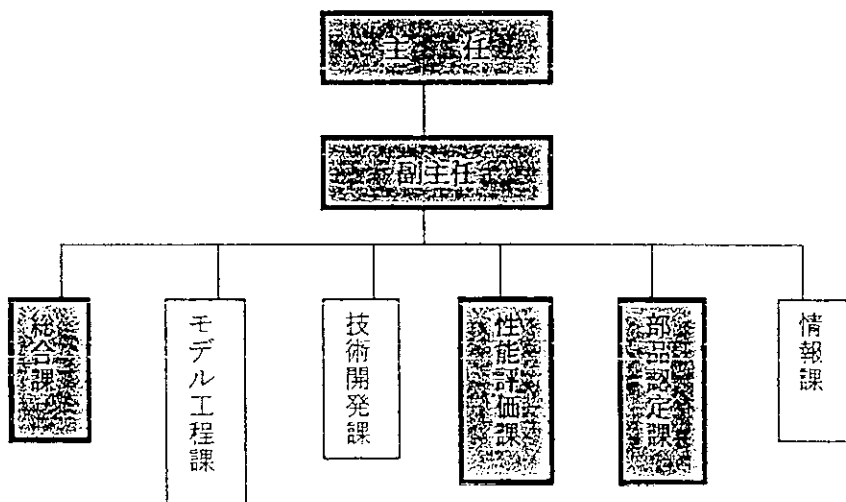 主任
副主任
総合課
モデル工程課
技術開発課
性能評価課
部品認定課
情報課